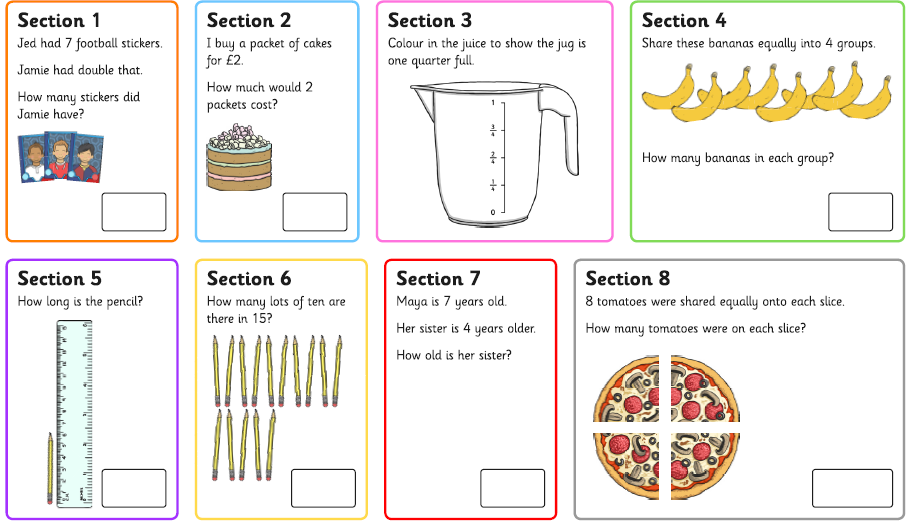 Section 1
Jed had 7 football stickers.
Jamie had double that.
How many stickers did
Jamie have?
Section 2
I buy a packet of cakes
for £2.
How much would 2
packets cost?
Section 3
Colour in the juice to show the jug is
one quarter full.
1
3/4
2/4
1/4
0
Section 4
Share these bananas equally into 4 groups.
How many bananas in each group?
Section 5
How long is the pencil?
Section 6
How many lots of ten are
there in 15?
Section 7
Maya is 7 years old.
Her sister is 4 years older.
How old is her sister?
Section 8
8 tomatoes were shared equally onto each slice.
How many tomatoes were on each slice?